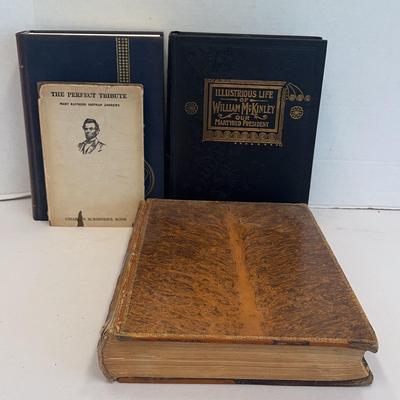 THE PERFECT TRIBUTE
MARY RAYMOND SHIPMAN ANDREWS
CHARLES SCRIBNER'S SONS
ILLUSTRIOUS LIFE
OF
WILLIAM McKINLEY
OUR
MARTYRED PRESIDENT